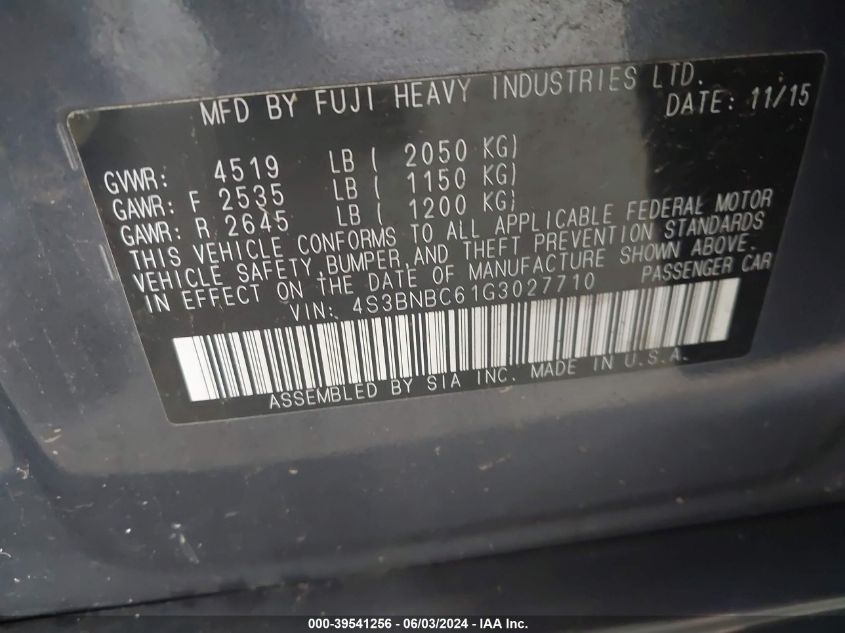 MFD BY FUJI HEAVY INDUSTRIES LTD.
DATE: 11/15
GVWR: 4519 LB ( 2050 KG)
GAWR: F 2535 LB ( 1150 KG)
GAWR: R 2645 LB ( 1200 KG)
THIS VEHICLE CONFORMS TO ALL APPLICABLE FEDERAL MOTOR
VEHICLE SAFETY,BUMPER,AND THEFT PREVENTION STANDARDS
IN EFFECT ON THE DATE OF MANUFACTURE SHOWN ABOVE.
VIN: 4S3BNBC61G3027710 PASSENGER CAR
ASSEMBLED BY SIA INC. MADE IN U.S.A.
000-39541256 - 06/03/2024 - IAA Inc.